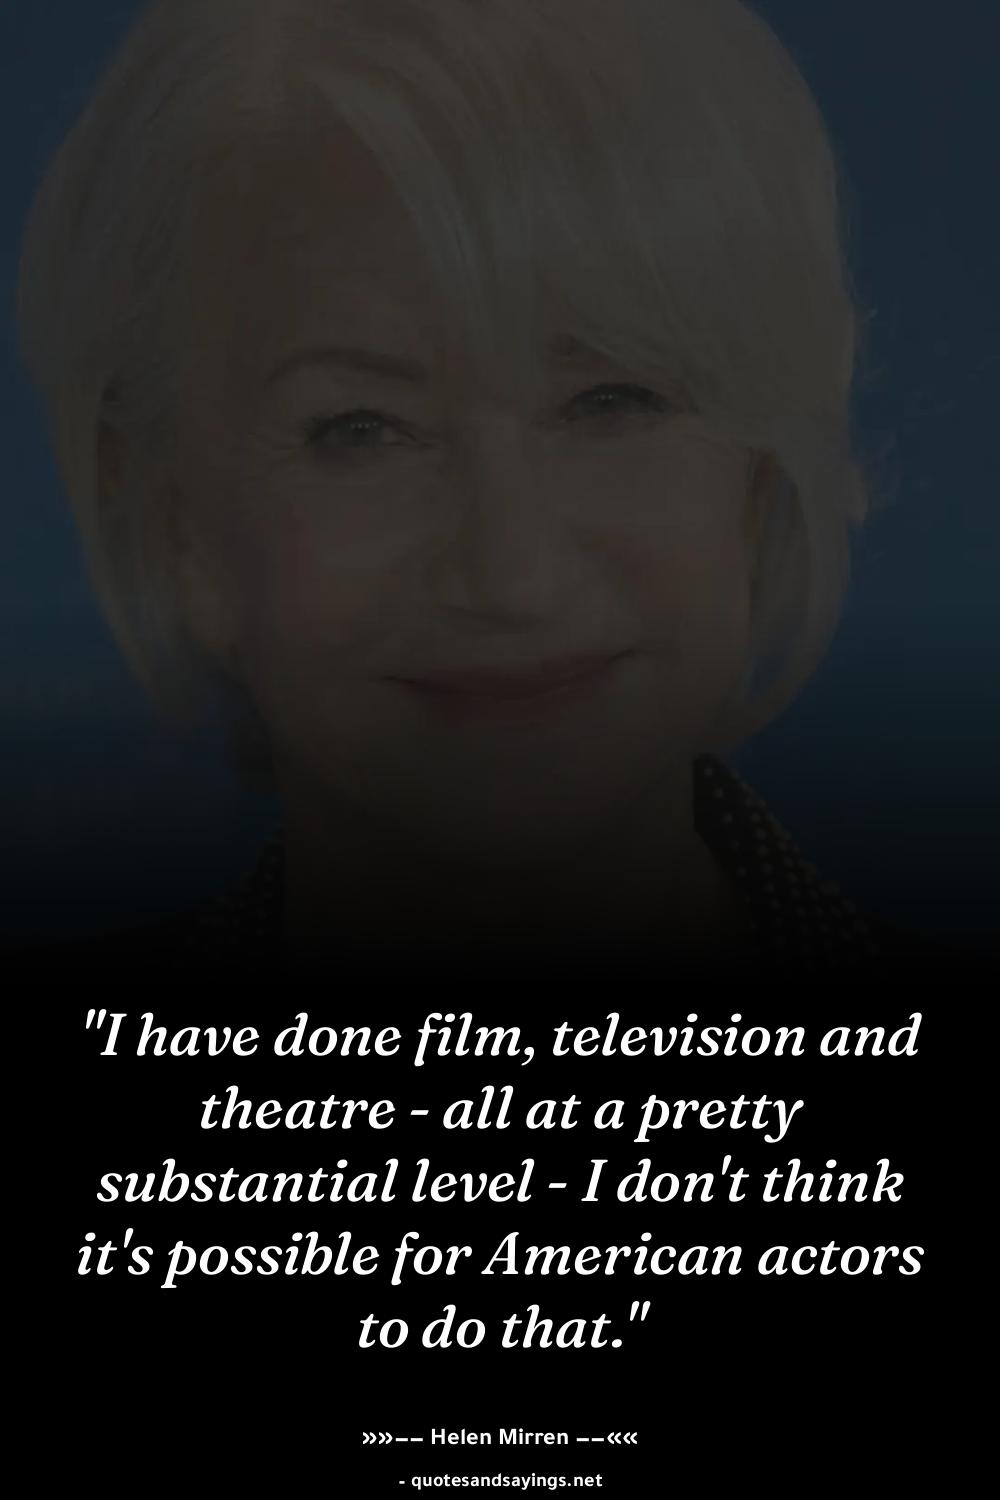 "I have done film, television and
theatre - all at a pretty
substantial level - I don't think
it's possible for American actors
to do that."
»»−− Helen Mirren −−««
- quotesandsayings.net